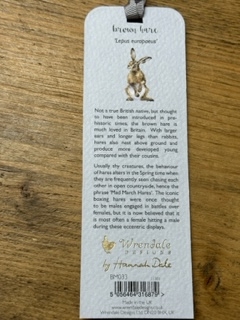 brown hare
'Lepus europaeus'
Not a true British native, but thought
to have been introduced in pre-
historic times, the brown hare is
much loved in Britain. With larger
ears and longer legs than rabbits,
hares also nest above ground and
produce more developed young
compared with their cousins.
Usually shy creatures, the behaviour
of hares alters in the Spring time when
they are frequently seen chasing each
other in open countryside, hence the
phrase 'Mad March Hares'. The iconic
boxing hares were once thought
to be males engaged in battles over
females, but it is now believed that it
is most often a female batting a male
during these eccentric displays.
Wrendale
DESIGNS
by Hannah Dale
BM033
Made in the UK